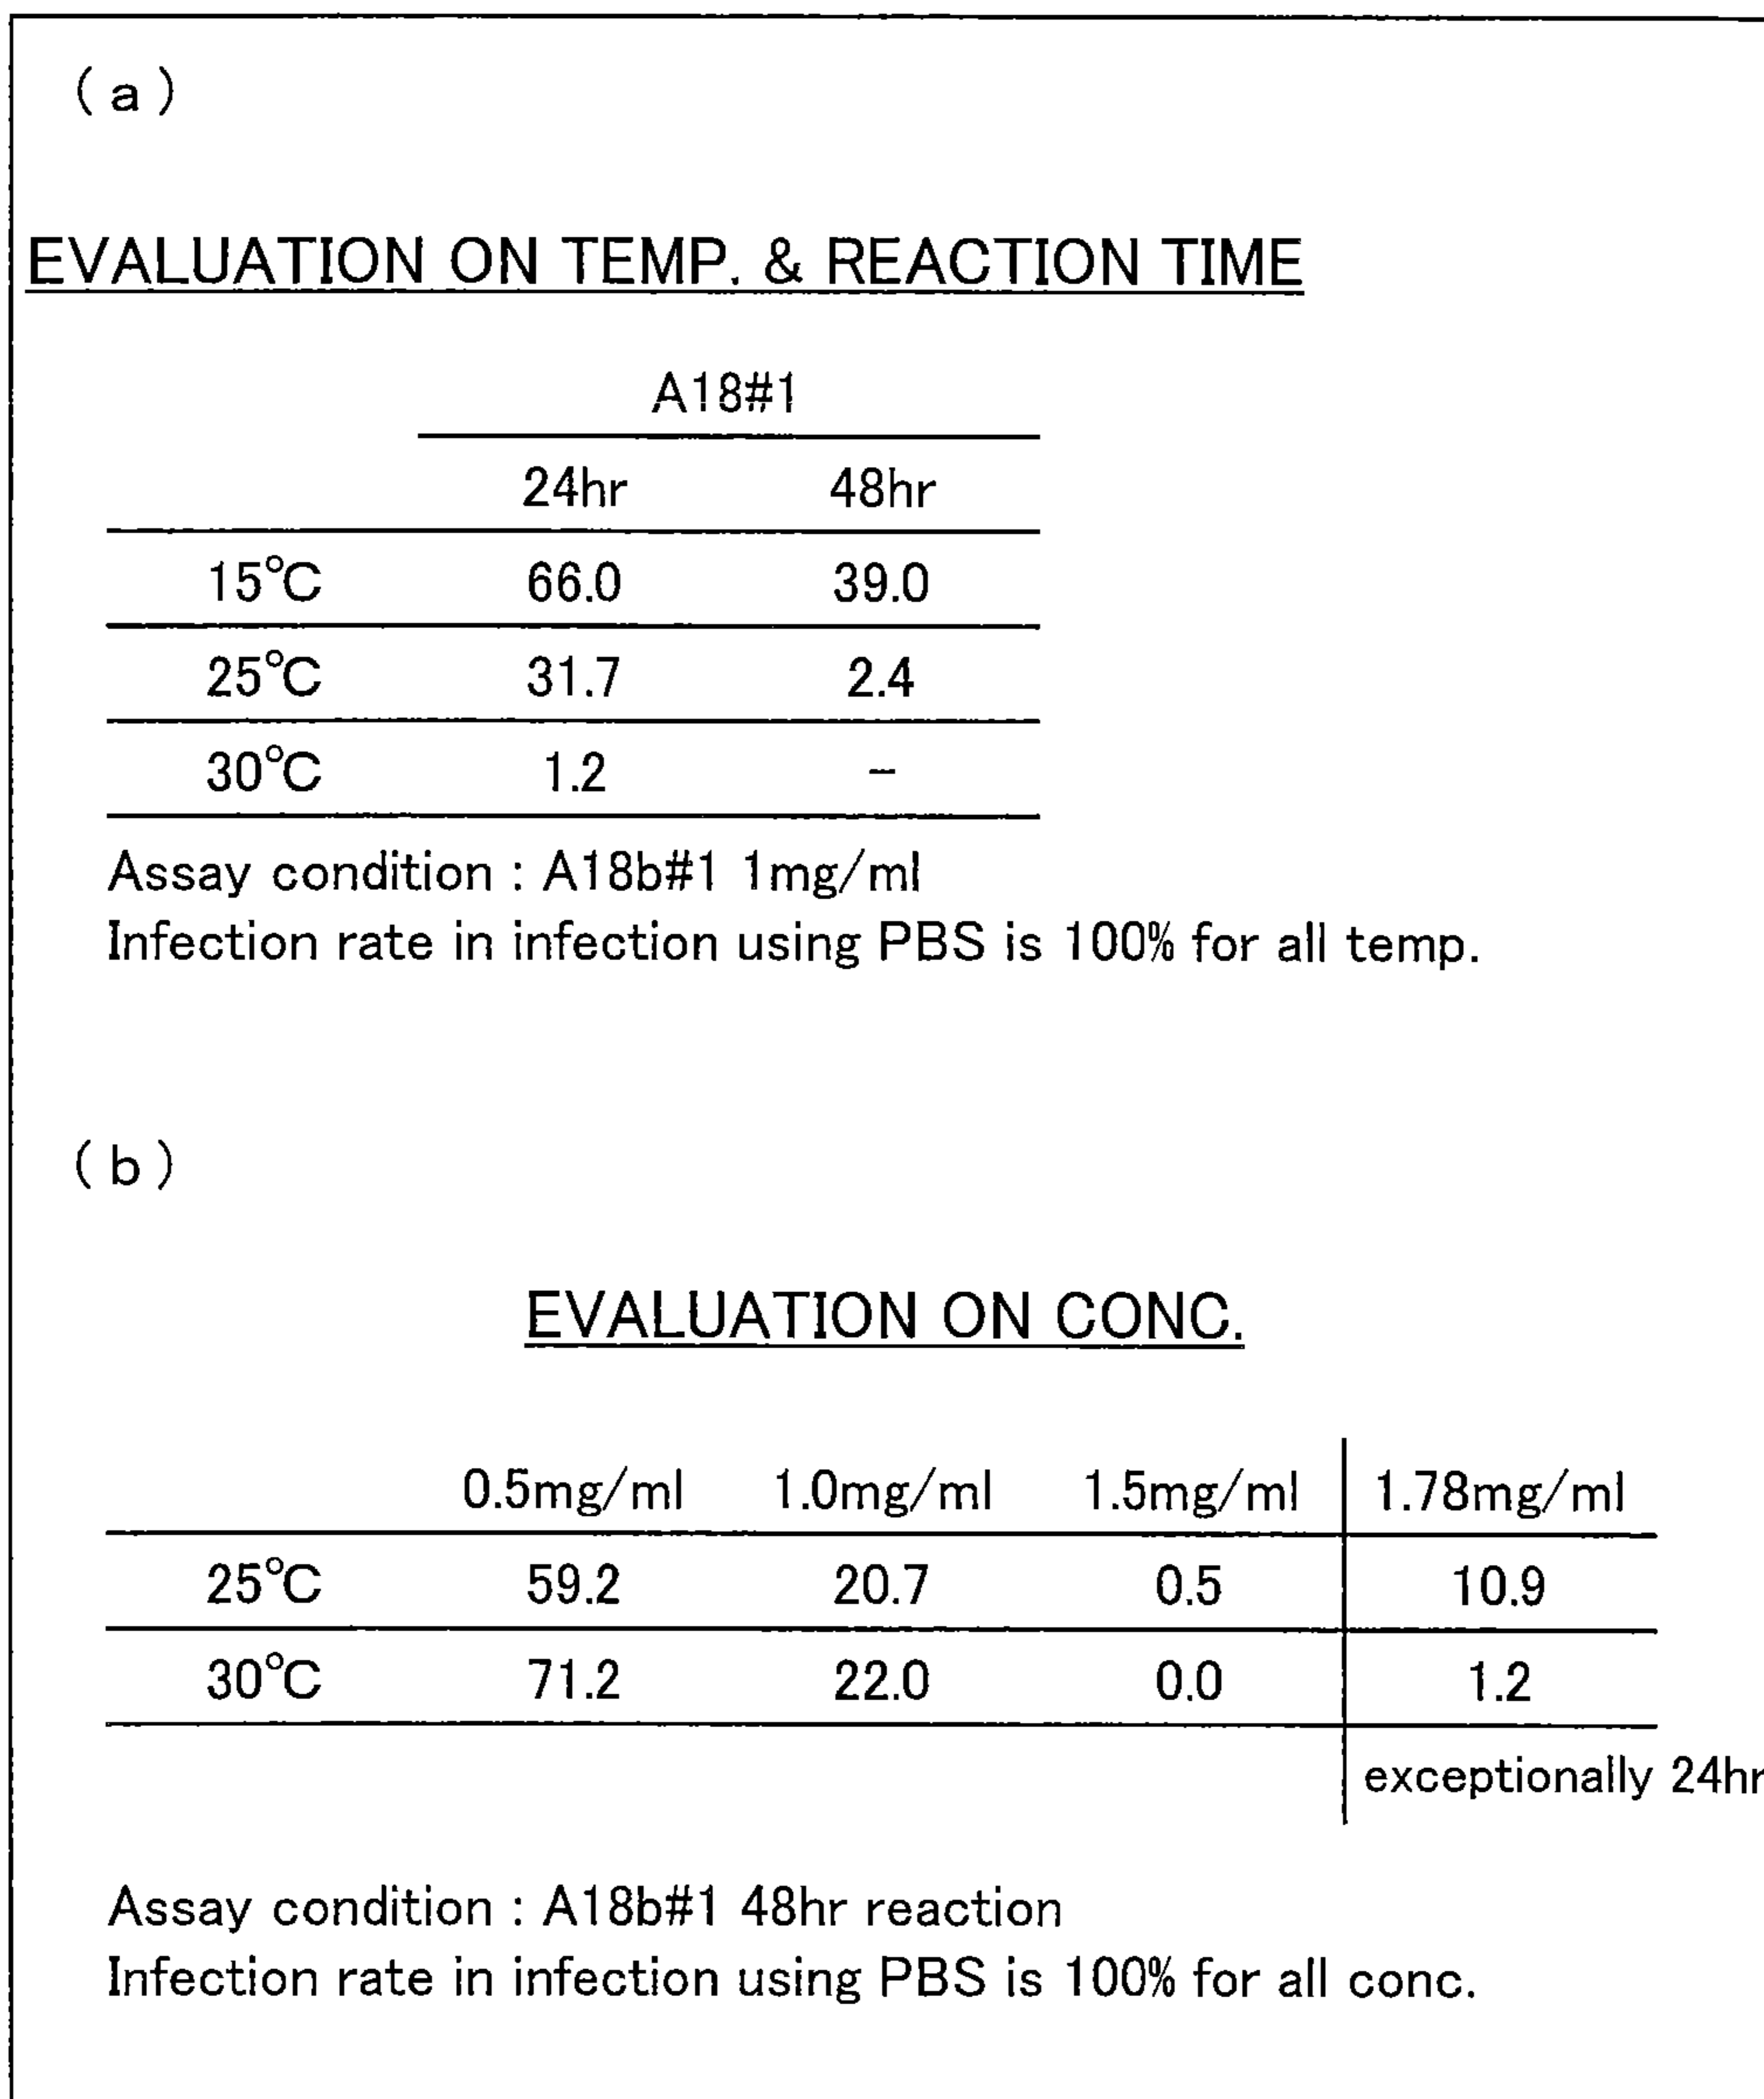 (a)
EVALUATION ON TEMP. & REACTION TIME
A18#1
24hr 48hr
15℃ 66.0 39.0
25℃ 31.7 2.4
30℃ 1.2 -
Assay condition : A18b#1 1mg/ml
Infection rate in infection using PBS is 100% for all temp.
(b)
EVALUATION ON CONC.
0.5mg/ml 1.0mg/ml 1.5mg/ml 1.78mg/ml
25℃ 59.2 20.7 0.5 10.9
30℃ 71.2 22.0 0.0 1.2
exceptionally 24hr
Assay condition : A18b#1 48hr reaction
Infection rate in infection using PBS is 100% for all conc.